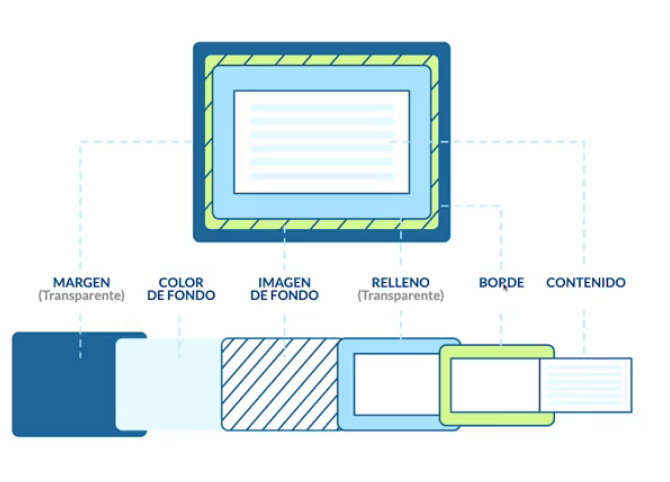 MARGEN
(Transparente)
COLOR
DE FONDO
IMAGEN
DE FONDO
RELLENO
(Transparente)
BORDE
CONTENIDO